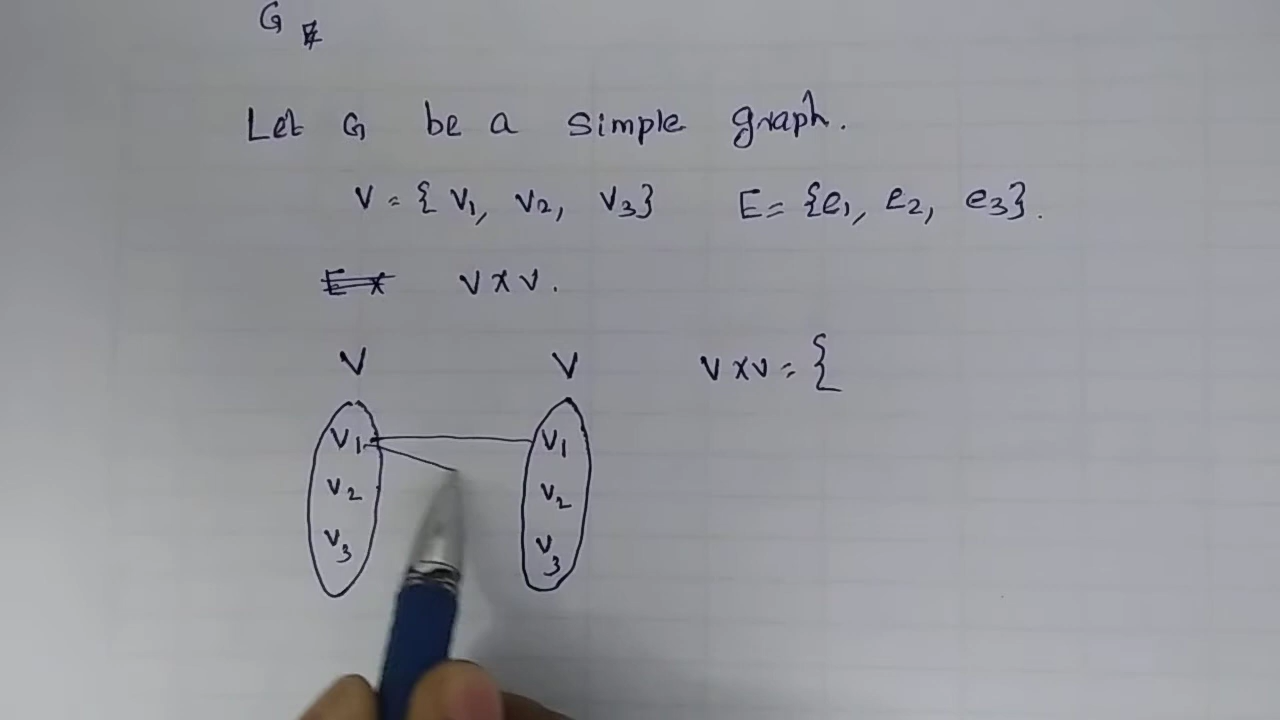 G
Let G be a simple graph.
V = { v1, v2, v3} E = {e1, e2, e3}.
V x V.
V V V x V = {
v1 v1
v2 v2
v3 v3